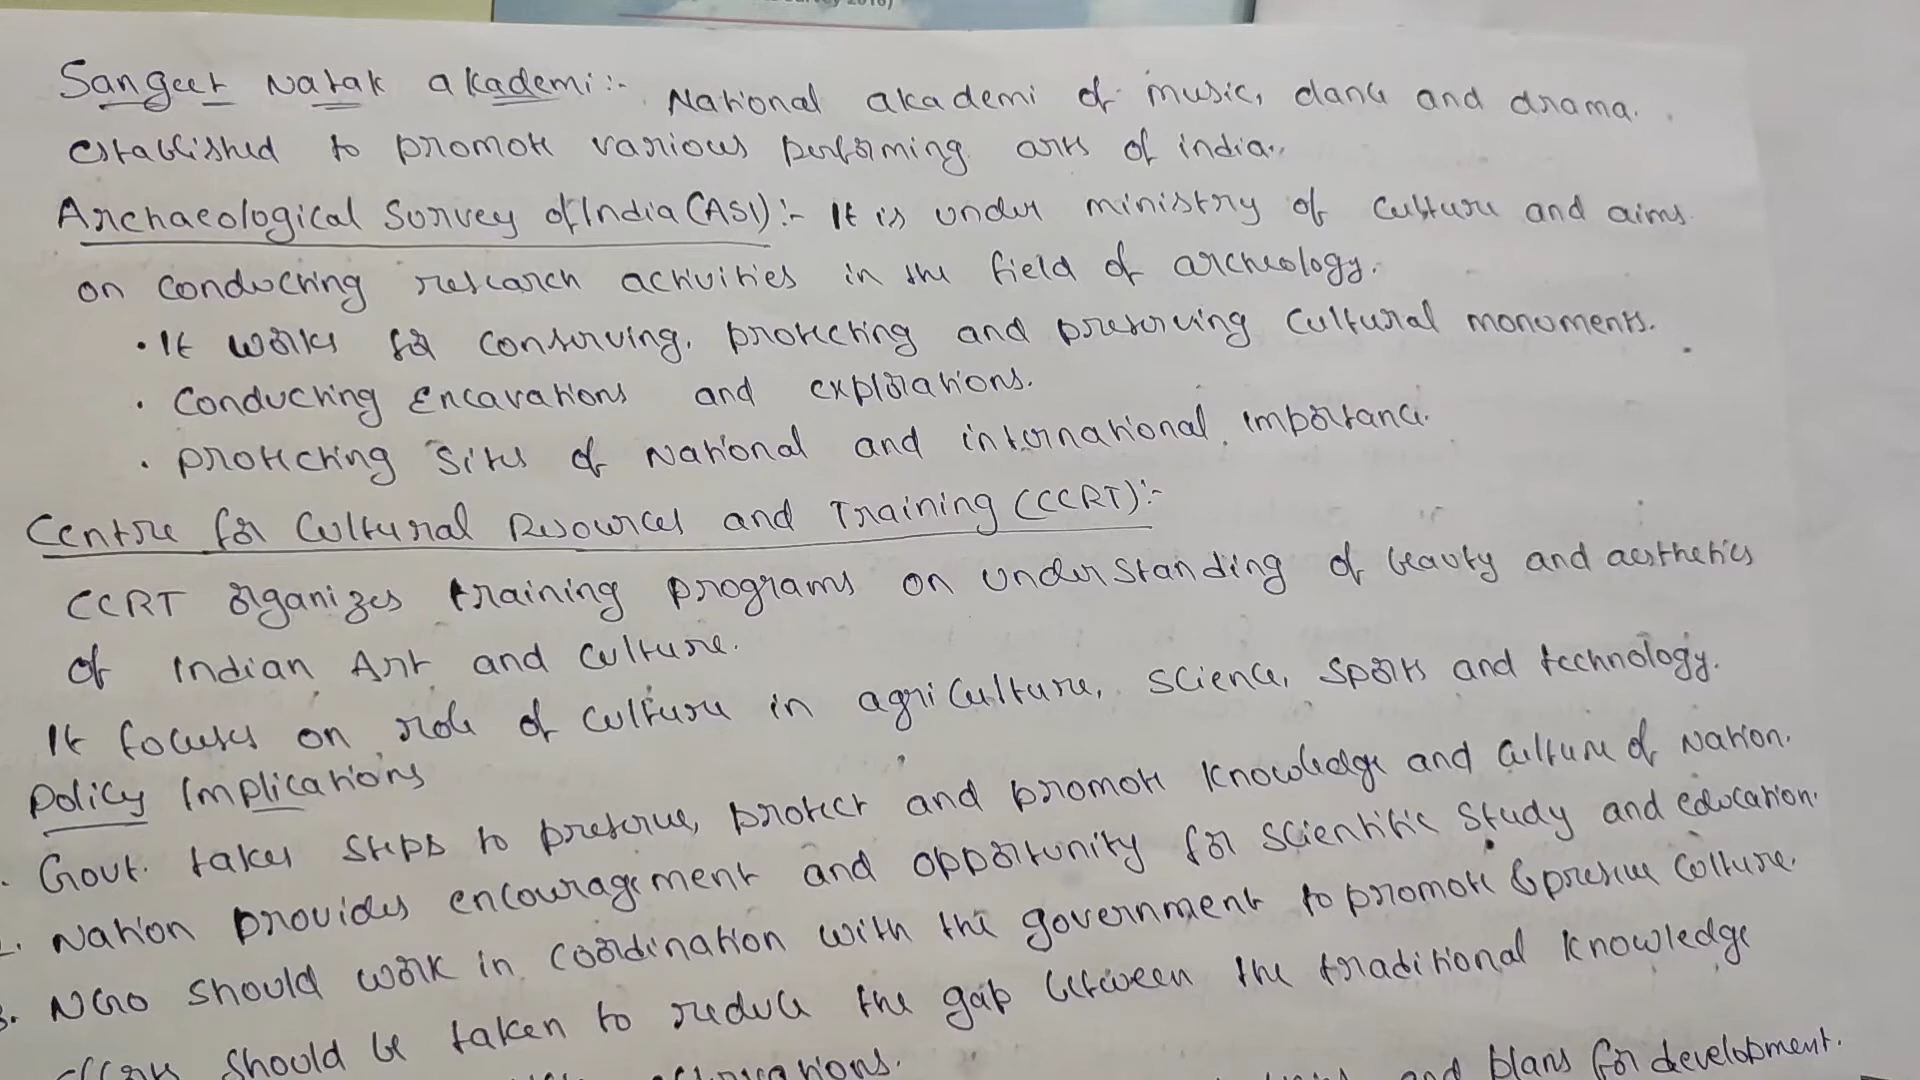 2016)
Sangeet Natak akademi:- National akademi of music, dance and drama.
established to promote various performing arts of india.
Archaeological Survey of India (ASI):- It is under ministry of culture and aims
on conducting research activities in the field of archeology.
• It works for conserving, protecting and preserving cultural monuments.
• Conducting Encavations and explorations.
• protecting sites of National and international importance.
Centre for Cultural Resources and Training (CCRT):-
CCRT organizes training programs on understanding of beauty and aesthetics
of Indian Art and culture.
It focuses on role of culture in agriculture, science, sports and technology.
Policy Implications
Govt. takes steps to preserve, protect and promote knowledge and culture of Nation.
Nation provides encouragement and opportunity for scientific study and education.
3. NGO should work in coordination with the government to promote & preserve culture.
should be taken to reduce the gap between the traditional knowledge
and plans for development.